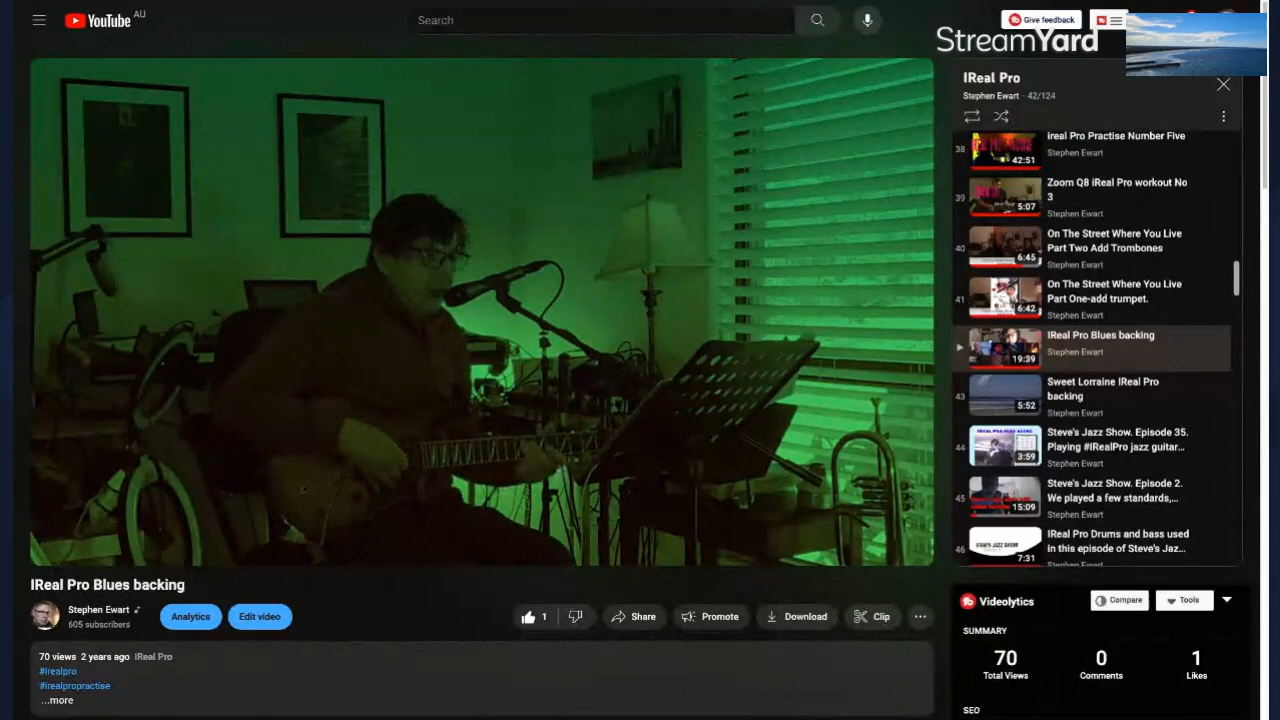 YouTube AU
Search
Give feedback
StreamYard
IReal Pro
Stephen Ewart - 42/124
38
42:51
ireal Pro Practise Number Five
Stephen Ewart
39
5:07
Zoom Q8 iReal Pro workout No
3
Stephen Ewart
40
6:45
On The Street Where You Live
Part Two Add Trombones
Stephen Ewart
41
6:42
On The Street Where You Live
Part One-add trumpet.
Stephen Ewart
19:39
IReal Pro Blues backing
Stephen Ewart
43
5:52
Sweet Lorraine IReal Pro
backing
Stephen Ewart
44
3:59
Steve's Jazz Show. Episode 35.
Playing #IRealPro jazz guitar...
Stephen Ewart
45
15:09
Steve's Jazz Show. Episode 2.
We played a few standards,...
Stephen Ewart
46
STEVE'S JAZZ SHOW
7:31
IReal Pro Drums and bass used
in this episode of Steve's Jaz...
Stephen Ewart
IReal Pro Blues backing
Stephen Ewart
605 subscribers
Analytics
Edit video
1
Share
Promote
Download
Clip
70 views 2 years ago IReal Pro
#irealpro
#irealpropractise
...more
Videolytics
Compare
Tools
SUMMARY
70
Total Views
0
Comments
1
Likes
SEO